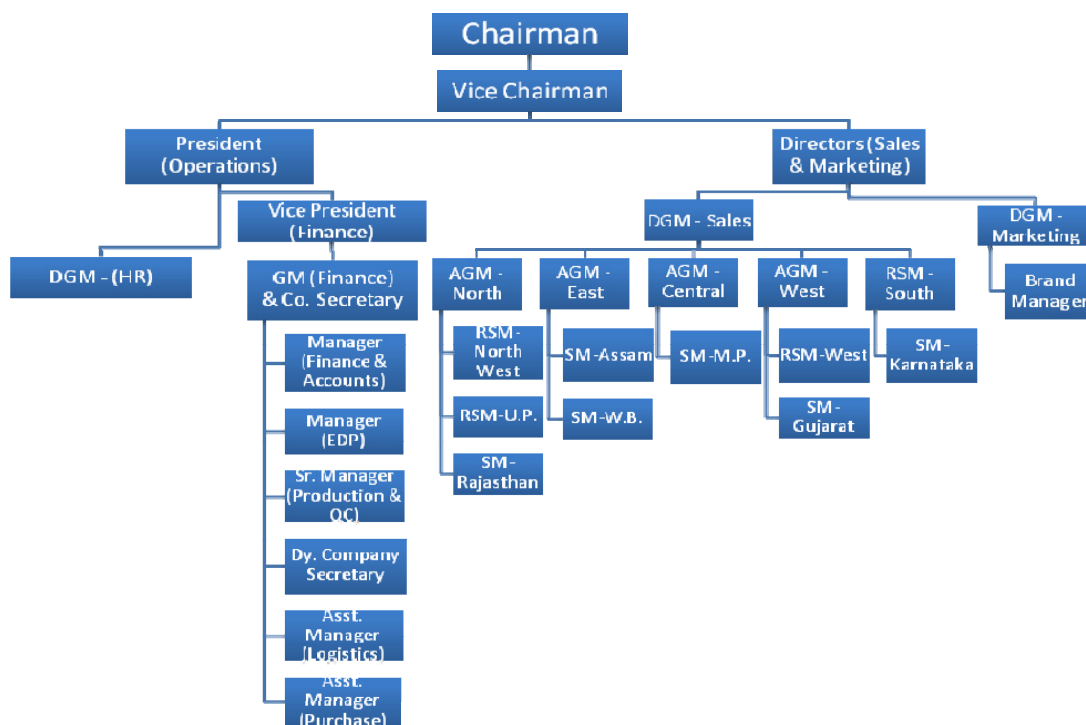 Chairman
Vice Chairman
President
(Operations)
Directors (Sales
& Marketing)
Vice President
(Finance)
DGM - Sales
DGM -
Marketing
DGM - (HR)
GM (Finance)
& Co. Secretary
AGM -
North
AGM -
East
AGM -
Central
AGM -
West
RSM -
South
Brand
Manager
Manager
(Finance &
Accounts)
RSM-
North
West
SM-Assam
SM-M.P.
RSM-West
SM-
Karnataka
Manager
(EDP)
RSM-U.P.
SM-W.B.
SM-
Gujarat
Sr. Manager
(Production &
QC)
SM-
Rajasthan
Dy. Company
Secretary
Asst.
Manager
(Logistics)
Asst.
Manager
(Purchase)